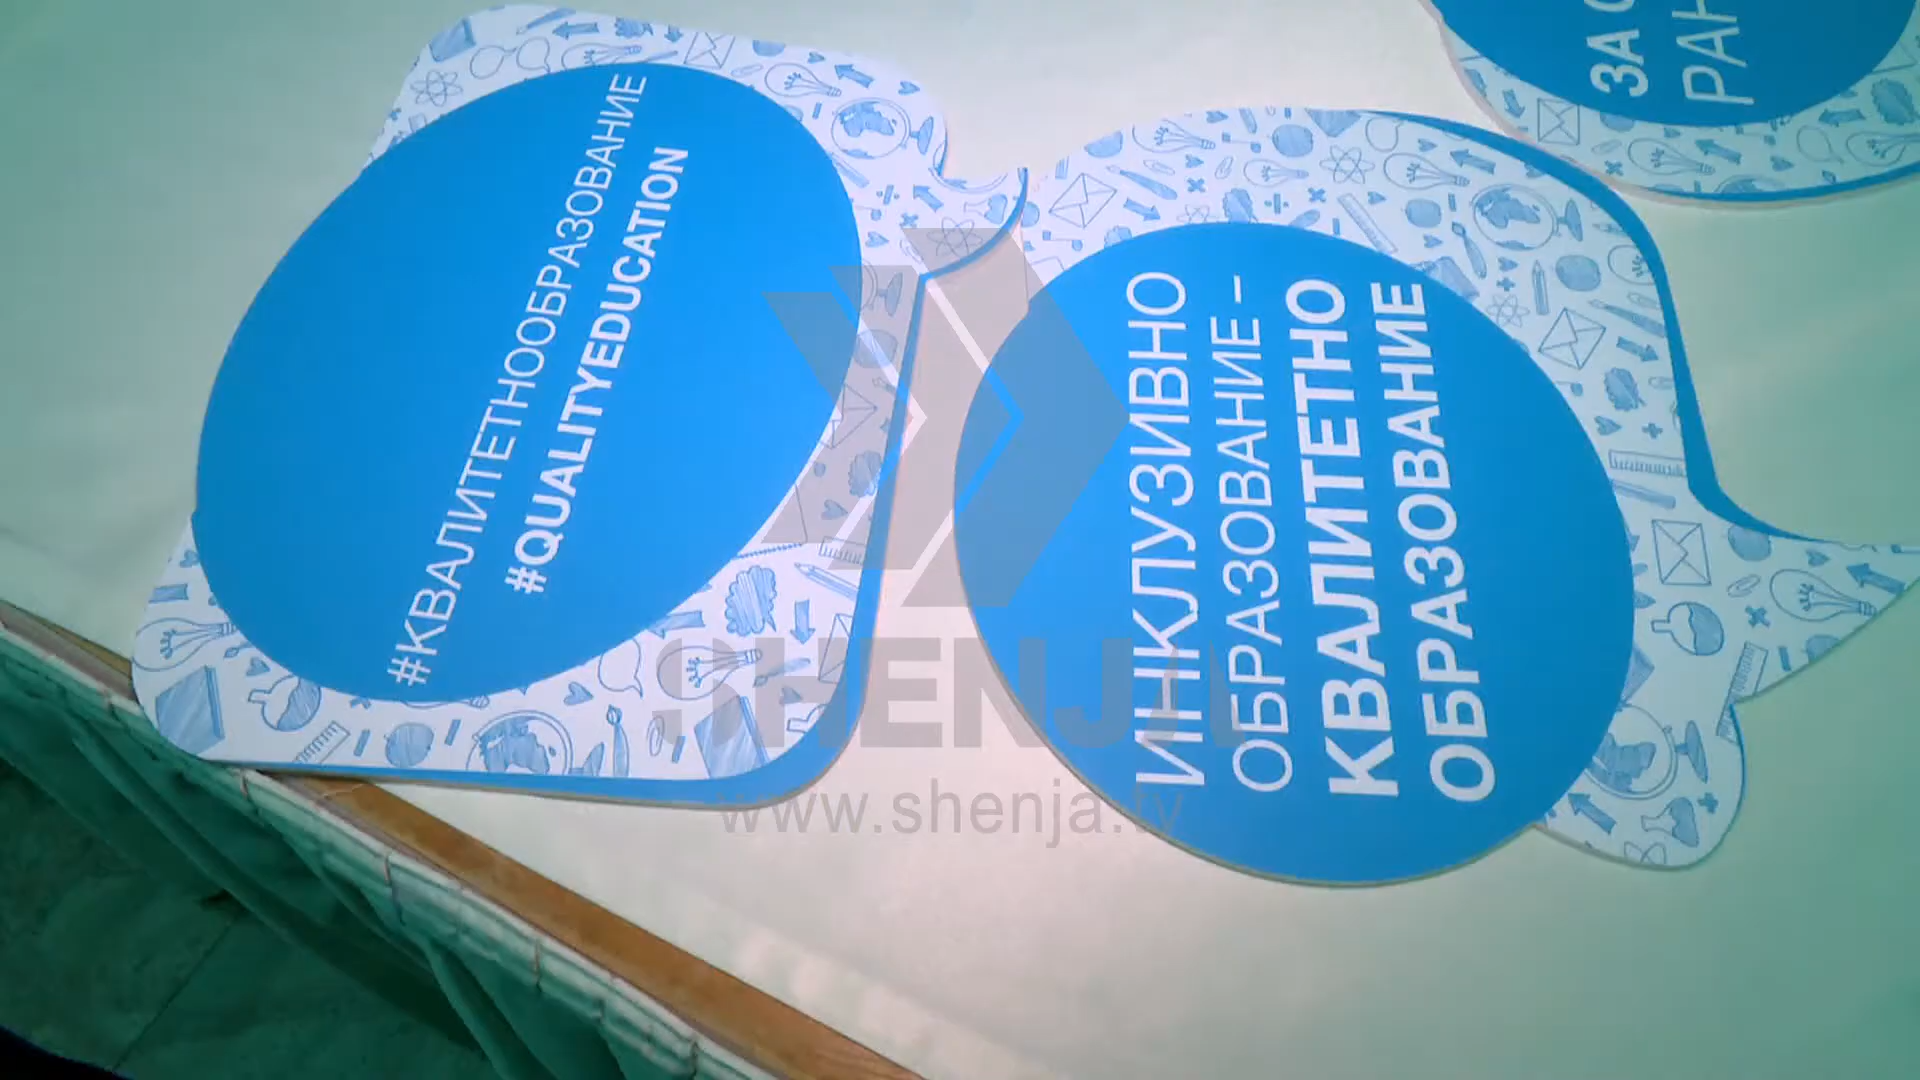 #КВАЛИТЕТНООБРАЗОВАНИЕ
#QUALITYEDUCATION
ИНКЛУЗИВНО
ОБРАЗОВАНИЕ –
КВАЛИТЕТНО
ОБРАЗОВАНИЕ
ЗА
РАН
SHENJA
www.shenja.tv